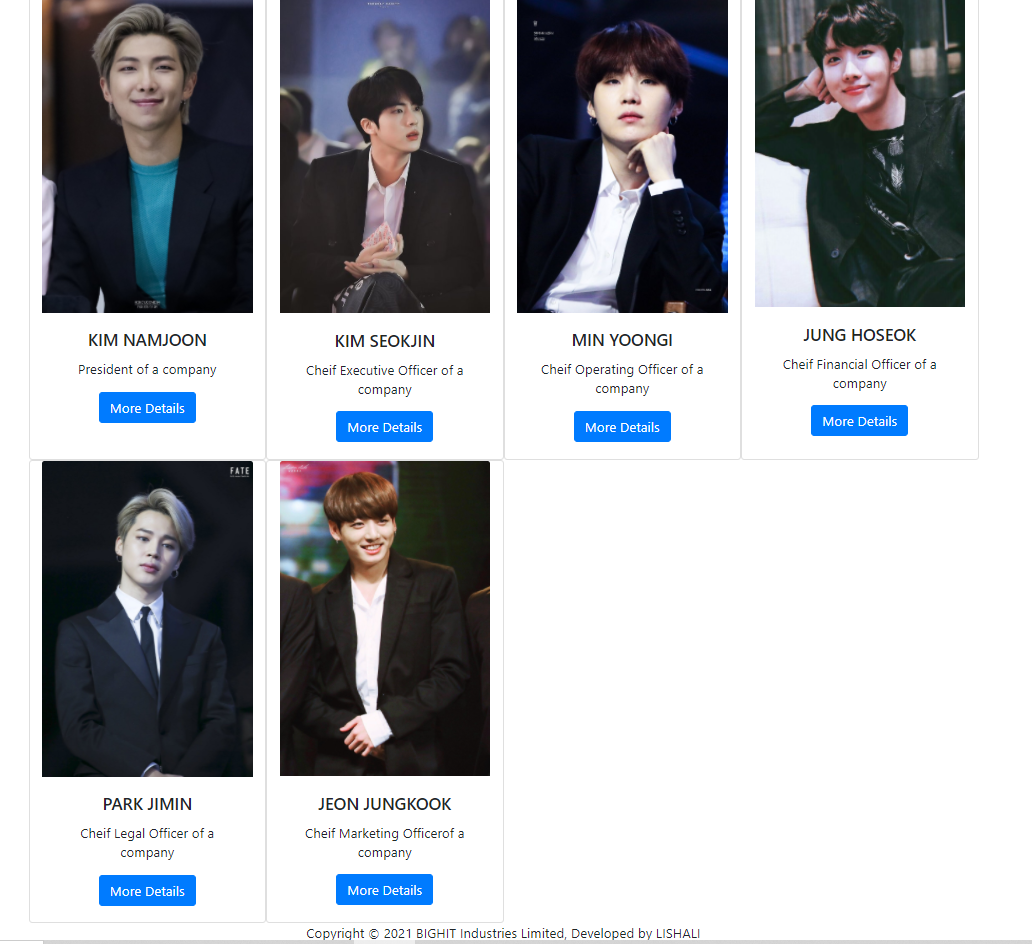 KIM NAMJOON
President of a company
More Details
KIM SEOKJIN
Cheif Executive Officer of a
company
More Details
MIN YOONGI
Cheif Operating Officer of a
company
More Details
JUNG HOSEOK
Cheif Financial Officer of a
company
More Details
FATE
PARK JIMIN
Cheif Legal Officer of a
company
More Details
JEON JUNGKOOK
Cheif Marketing Officerof a
company
More Details
Copyright © 2021 BIGHIT Industries Limited, Developed by LISHALI